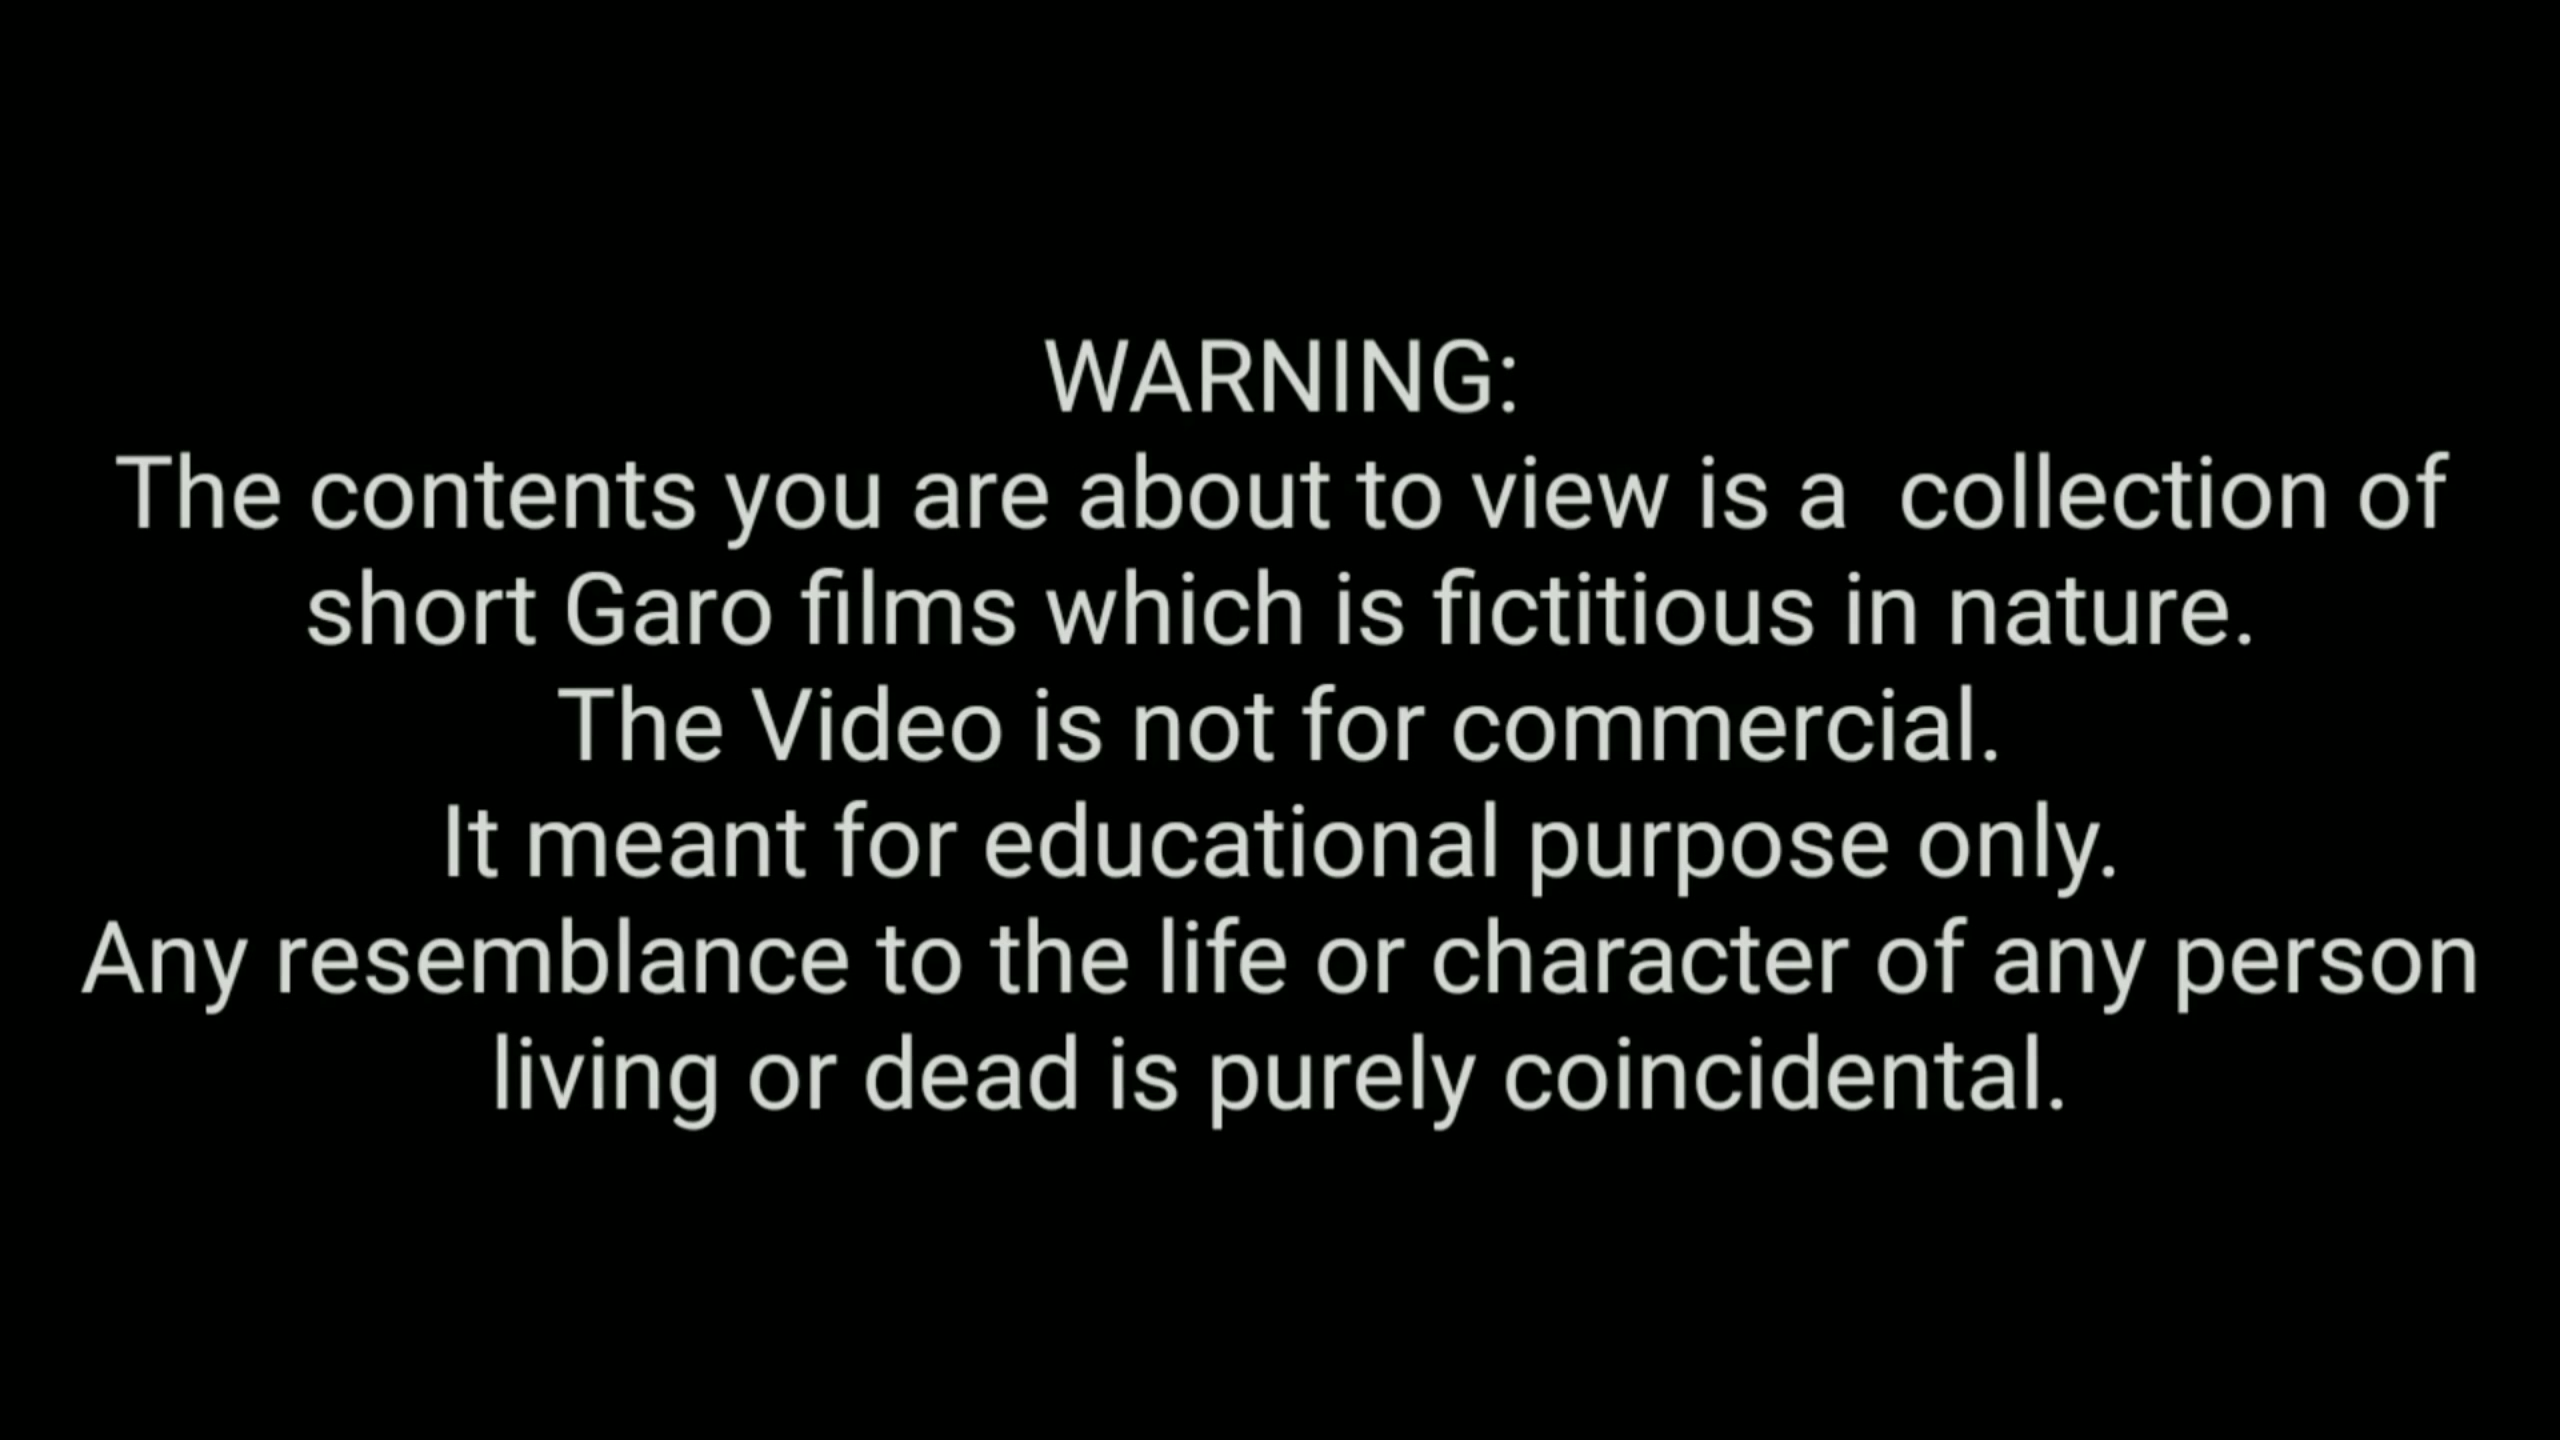 WARNING:
The contents you are about to view is a  collection of
short Garo films which is fictitious in nature.
The Video is not for commercial.
It meant for educational purpose only.
Any resemblance to the life or character of any person
living or dead is purely coincidental.